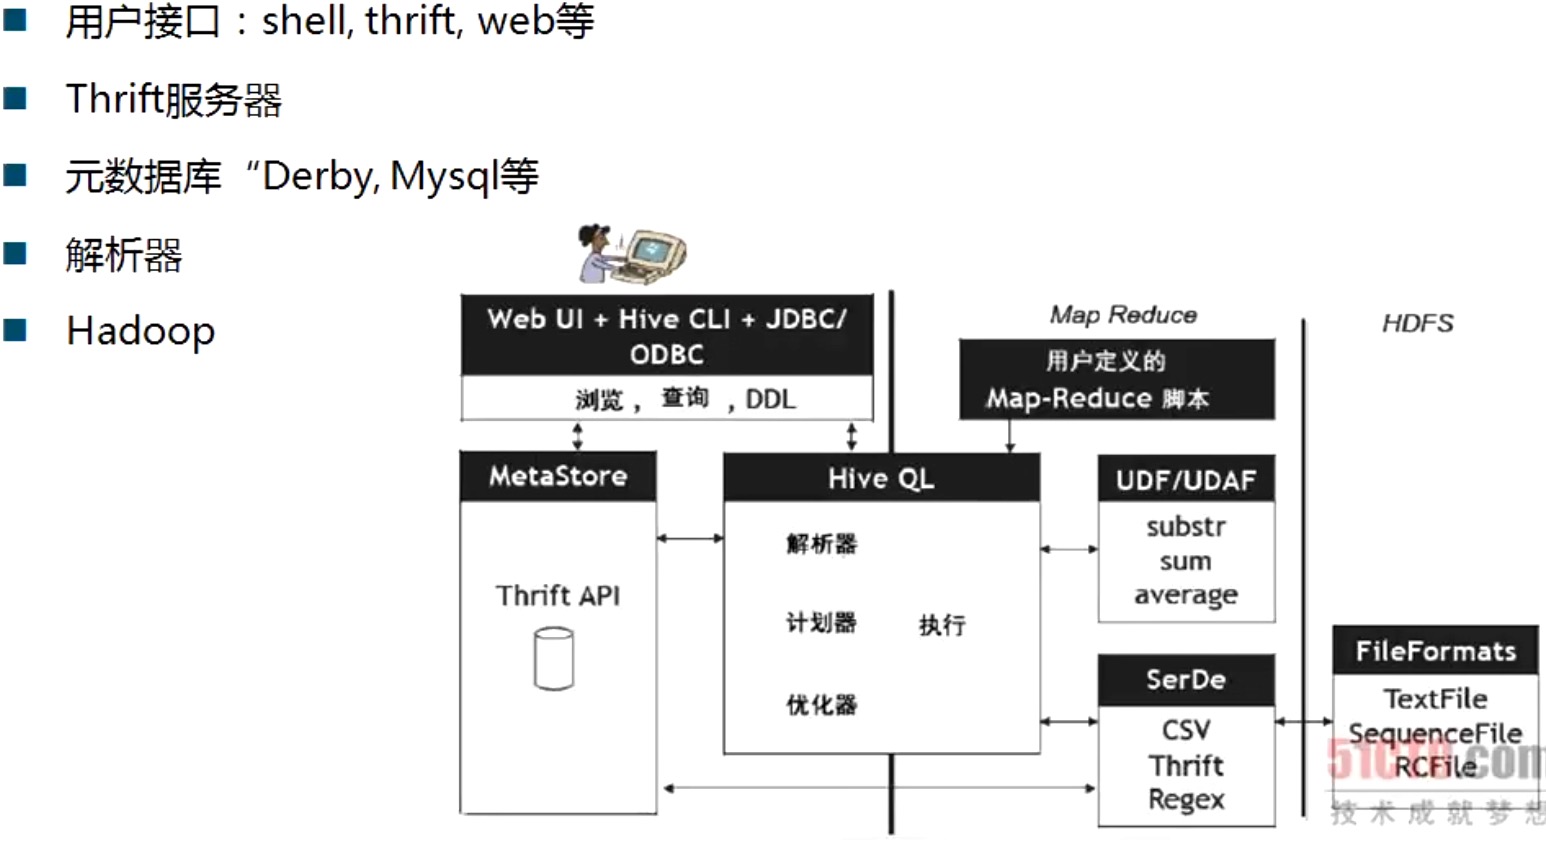 用户接口：shell, thrift, web等
Thrift服务器
元数据库“Derby, Mysql等
解析器
Hadoop
Web UI + Hive CLI + JDBC/
ODBC
浏览，查询，DDL
Map Reduce
HDFS
用户定义的
Map-Reduce 脚本
MetaStore
Thrift API
Hive QL
解析器
计划器
执行
优化器
UDF/UDAF
substr
sum
average
SerDe
CSV
Thrift
Regex
FileFormats
TextFile
SequenceFile
RCFile
51CTO.com
技术成就梦想